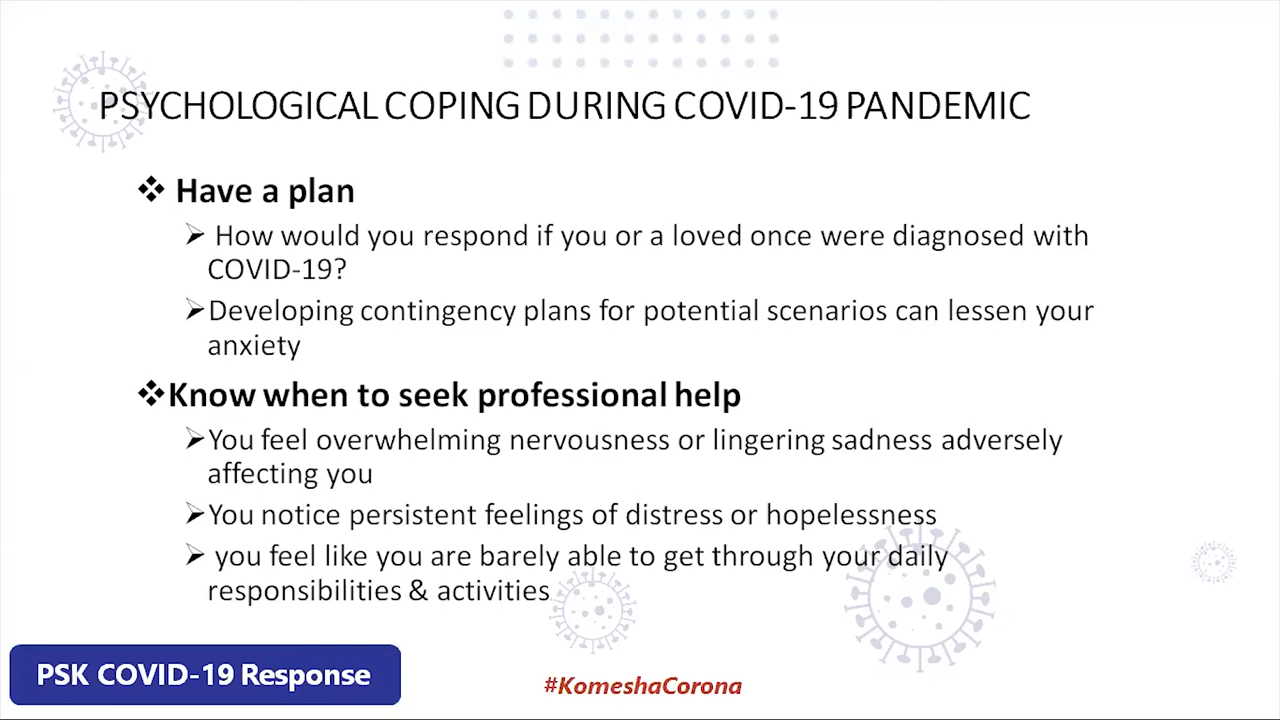 PSYCHOLOGICAL COPING DURING COVID-19 PANDEMIC
❖ Have a plan
➢ How would you respond if you or a loved once were diagnosed with
COVID-19?
➢Developing contingency plans for potential scenarios can lessen your
anxiety
❖Know when to seek professional help
➢You feel overwhelming nervousness or lingering sadness adversely
affecting you
➢You notice persistent feelings of distress or hopelessness
➢ you feel like you are barely able to get through your daily
responsibilities & activities
PSK COVID-19 Response
#KomeshaCorona